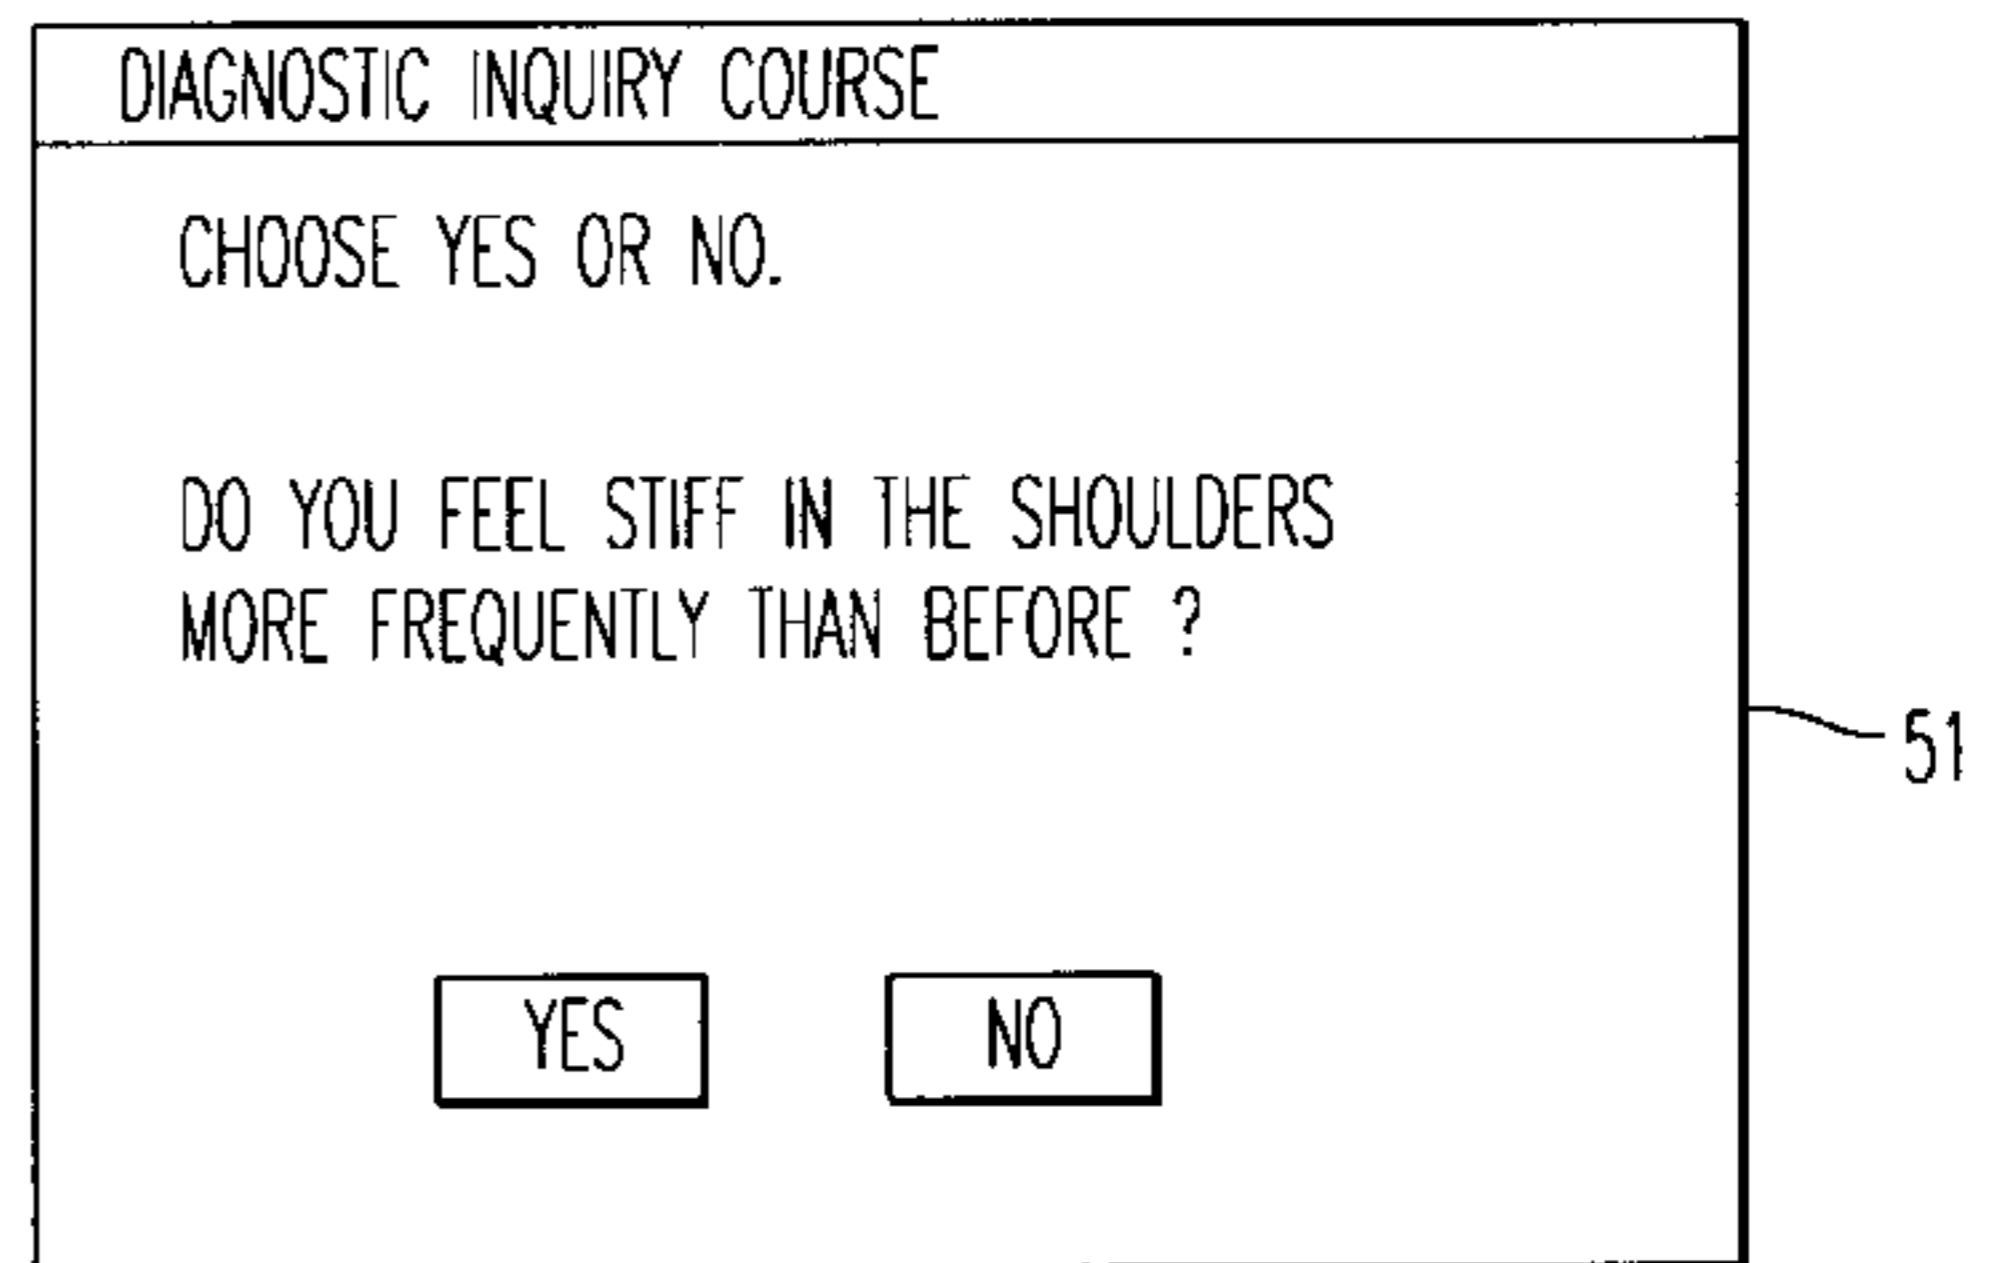 DIAGNOSTIC INQUIRY COURSE
CHOOSE YES OR NO.
DO YOU FEEL STIFF IN THE SHOULDERS
MORE FREQUENTLY THAN BEFORE ?
51
YES NO